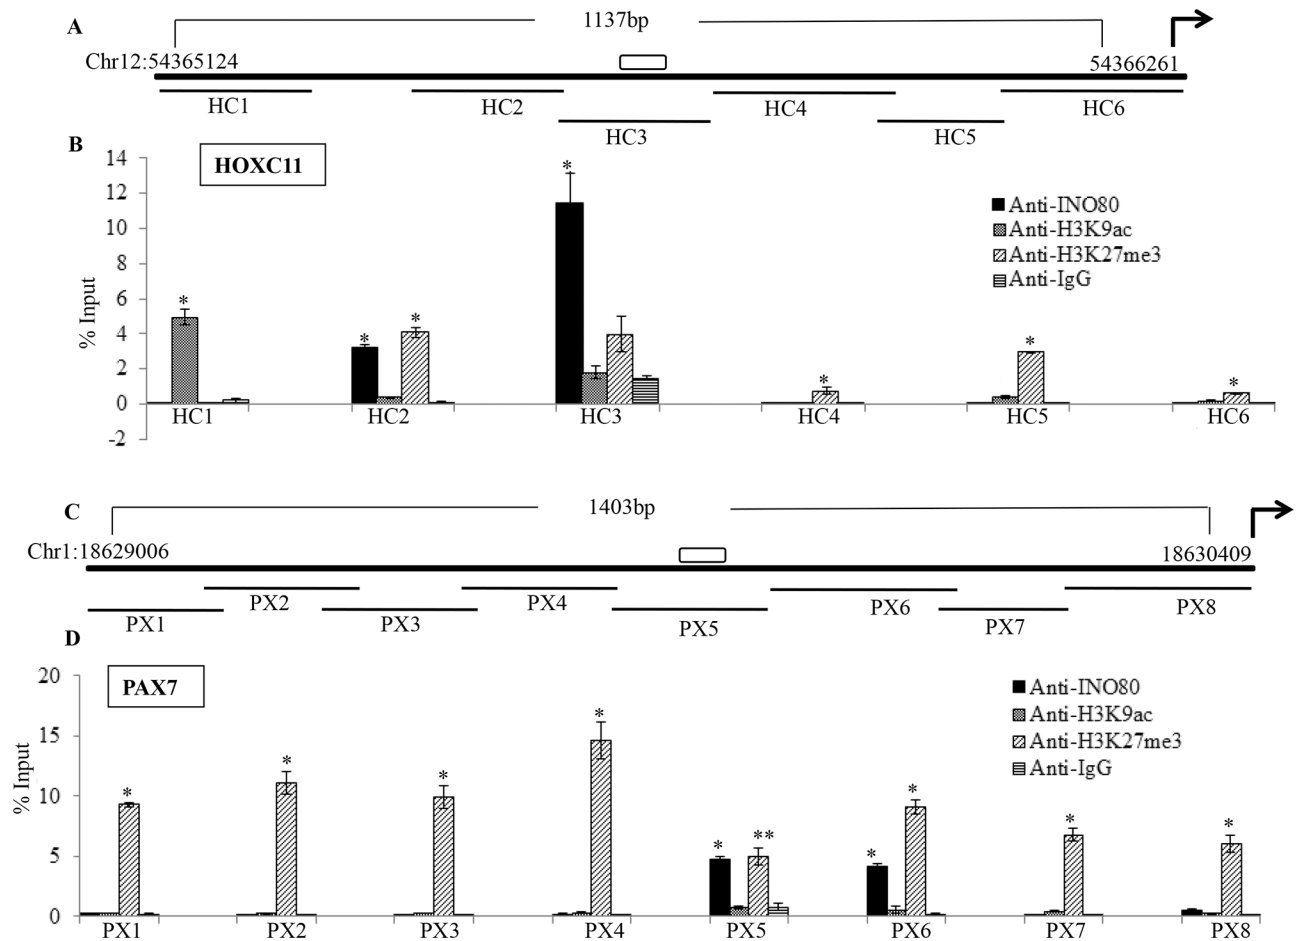 A
1137bp
Chr12:54365124
54366261
HC1
HC2
HC3
HC4
HC5
HC6
B
HOXC11
14
12
10
8
6
4
2
0
-2
% Input
*
*
*
*
*
*
*
Anti-INO80
Anti-H3K9ac
Anti-H3K27me3
Anti-IgG
HC1
HC2
HC3
HC4
HC5
HC6
C
1403bp
Chr1:18629006
18630409
PX1
PX2
PX3
PX4
PX5
PX6
PX7
PX8
D
PAX7
20
15
10
5
0
% Input
*
*
*
*
*
**
*
*
*
*
Anti-INO80
Anti-H3K9ac
Anti-H3K27me3
Anti-IgG
PX1
PX2
PX3
PX4
PX5
PX6
PX7
PX8